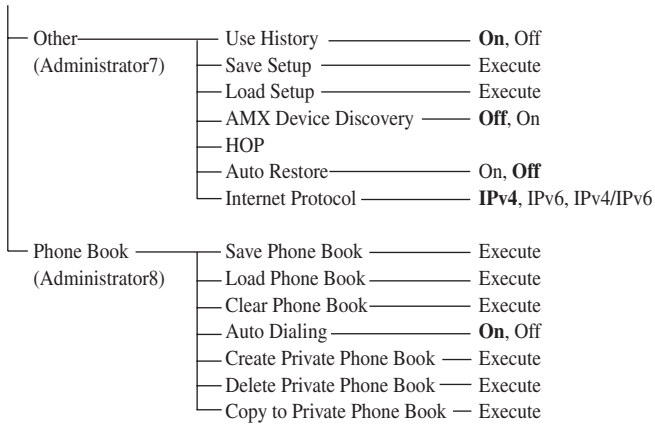 Other Use History On, Off
(Administrator7) Save Setup Execute
Load Setup Execute
AMX Device Discovery Off, On
HOP
Auto Restore On, Off
Internet Protocol IPv4, IPv6, IPv4/IPv6
Phone Book Save Phone Book Execute
(Administrator8) Load Phone Book Execute
Clear Phone Book Execute
Auto Dialing On, Off
Create Private Phone Book Execute
Delete Private Phone Book Execute
Copy to Private Phone Book Execute